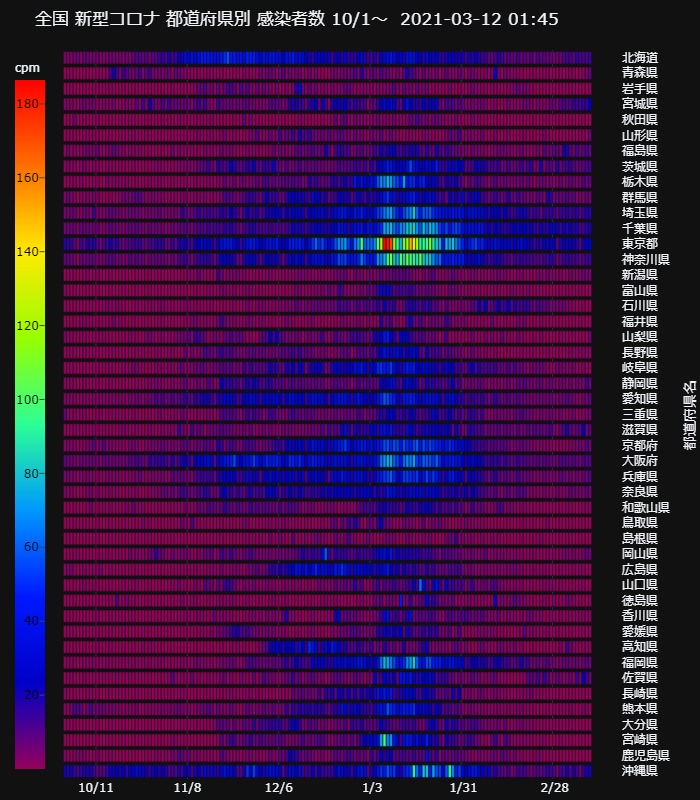 全国 新型コロナ 都道府県別 感染者数 10/1～ 2021-03-12 01:45
cpm
180
160
140
120
100
80
60
40
20
北海道
青森県
岩手県
宮城県
秋田県
山形県
福島県
茨城県
栃木県
群馬県
埼玉県
千葉県
東京都
神奈川県
新潟県
富山県
石川県
福井県
山梨県
長野県
岐阜県
静岡県
愛知県
三重県
滋賀県
京都府
大阪府
兵庫県
奈良県
和歌山県
鳥取県
島根県
岡山県
広島県
山口県
徳島県
香川県
愛媛県
高知県
福岡県
佐賀県
長崎県
熊本県
大分県
宮崎県
鹿児島県
沖縄県
都道府県名
10/11 11/8 12/6 1/3 1/31 2/28